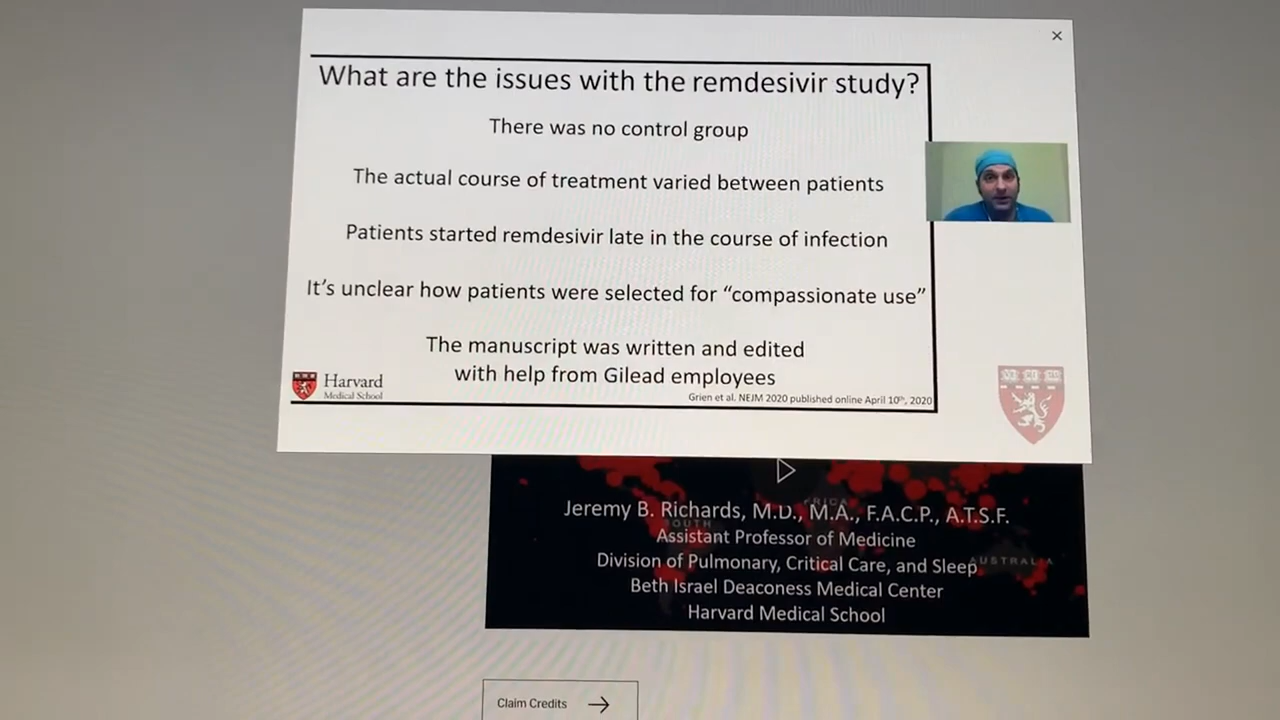 What are the issues with the remdesivir study?
There was no control group
The actual course of treatment varied between patients
Patients started remdesivir late in the course of infection
It's unclear how patients were selected for “compassionate use”
The manuscript was written and edited
with help from Gilead employees
Harvard
Medical School
Grien et al. NEJM 2020 published online April 10th, 2020
Jeremy B. Richards, M.D., M.A., F.A.C.P., A.T.S.F.
SOUTH
Assistant Professor of Medicine
Division of Pulmonary, Critical Care, and Sleep
AUSTRALIA
Beth Israel Deaconess Medical Center
Harvard Medical School
Claim Credits